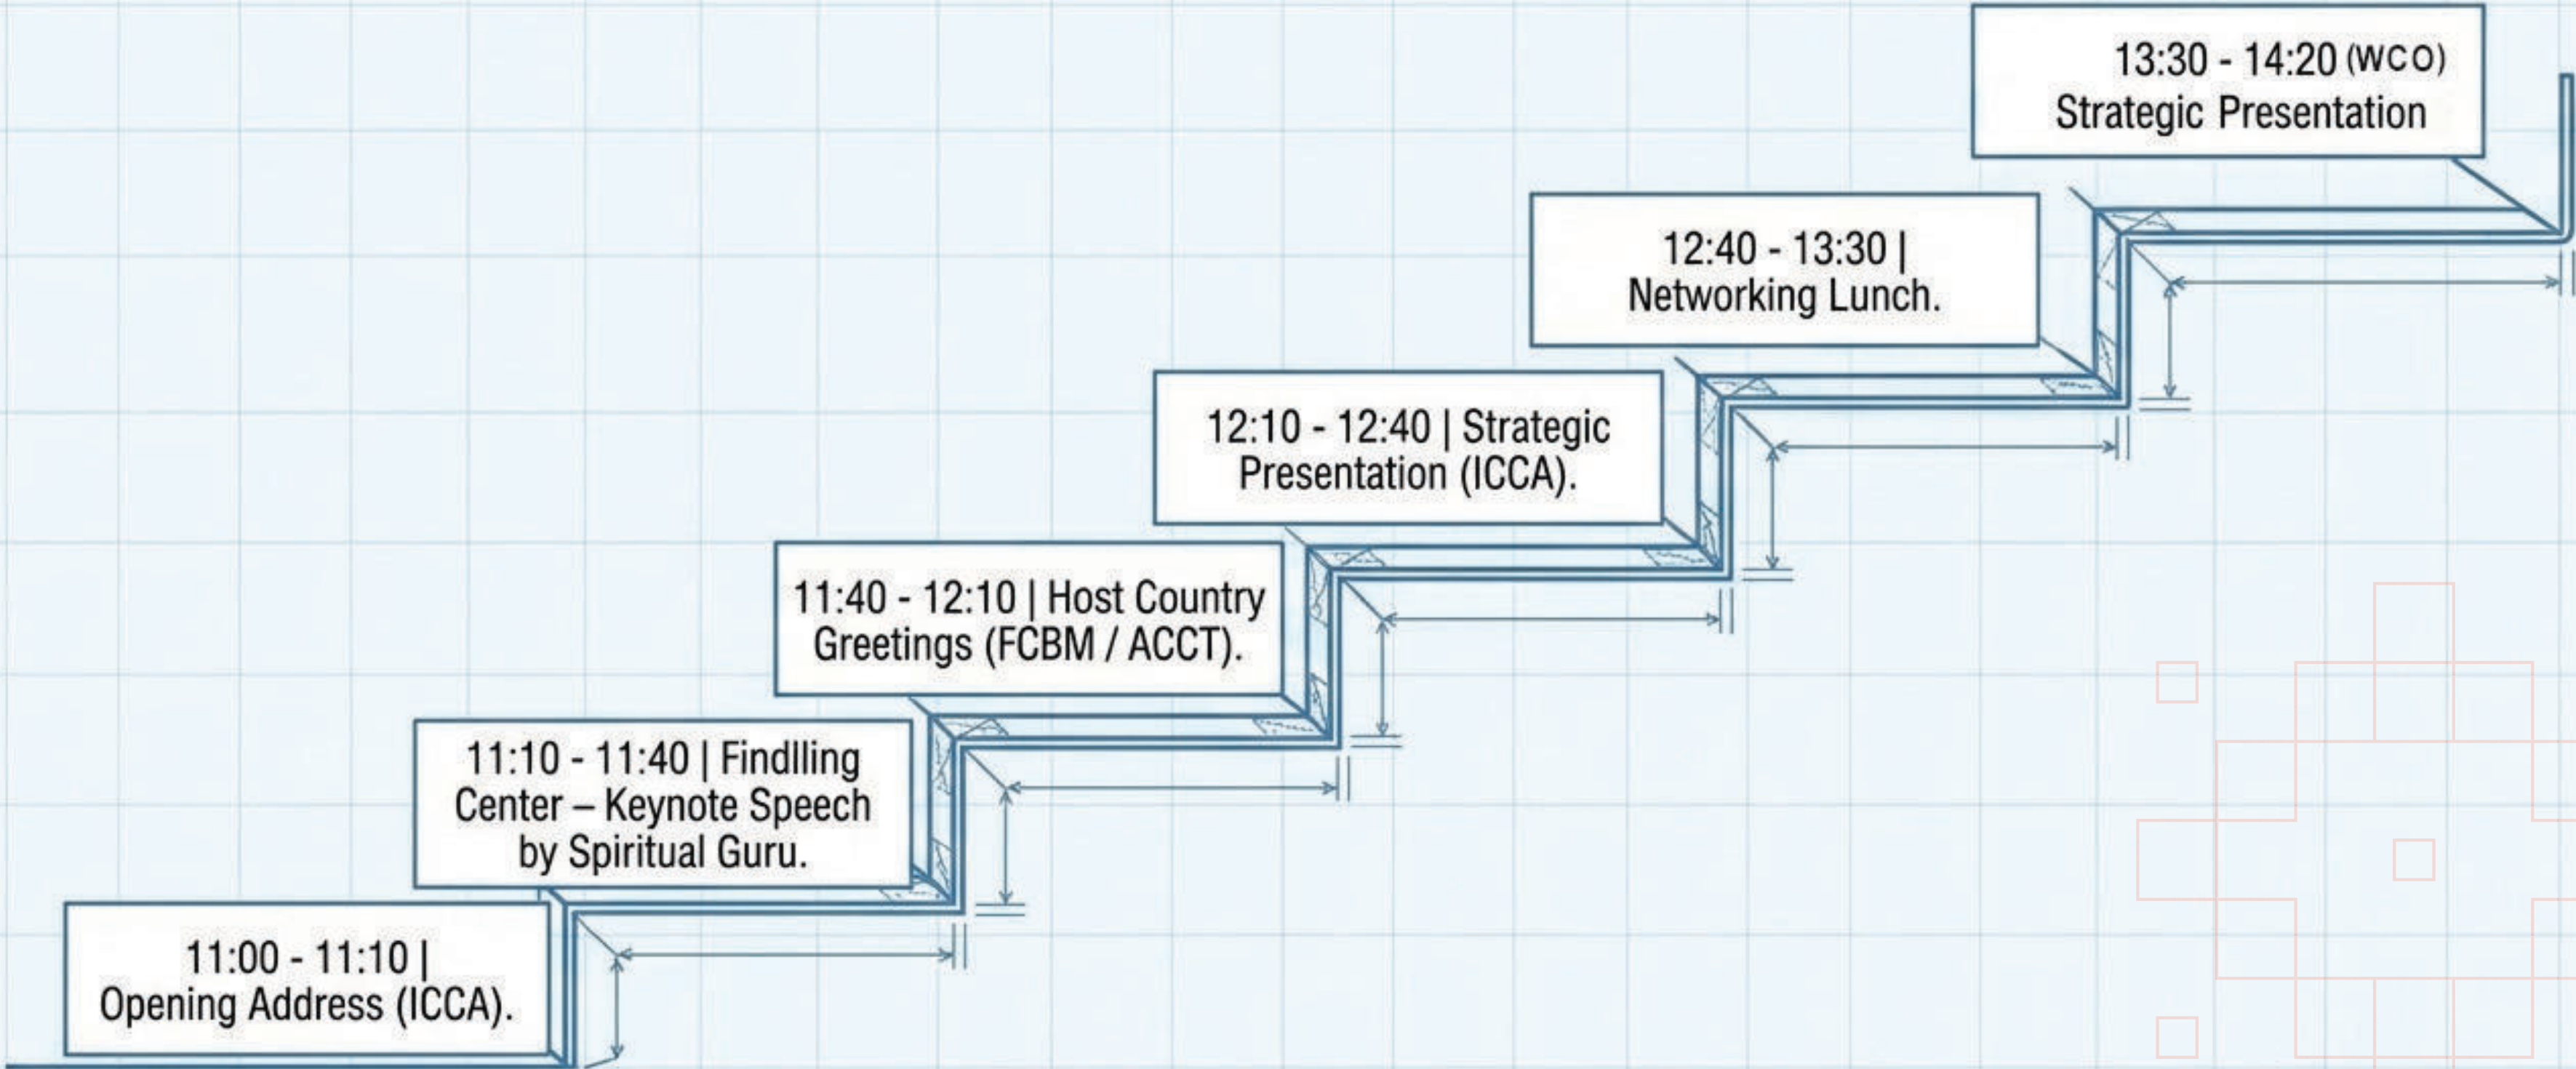 13:30 - 14:20 (WCO)
Strategic Presentation
12:40 - 13:30 |
Networking Lunch.
12:10 - 12:40 | Strategic
Presentation (ICCA).
11:40 - 12:10 | Host Country
Greetings (FCBM / ACCT).
11:10 - 11:40 | Findlling
Center – Keynote Speech
by Spiritual Guru.
11:00 - 11:10 |
Opening Address (ICCA).